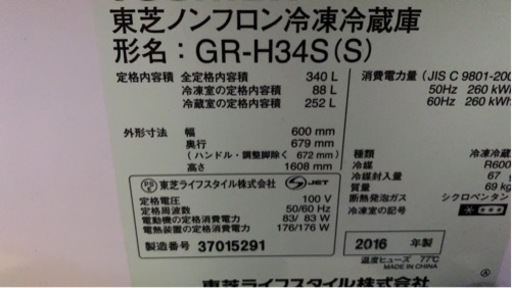 東芝ノンフロン冷凍冷蔵庫
形名：GR-H34S(S)
定格内容積 全定格内容積 340 L
冷凍室の定格内容積 88 L
冷蔵室の定格内容積 252 L
消費電力量 (JIS C 9801-200
50Hz 260 kWh
60Hz 260 kWh
外形寸法 幅 600 mm
奥行 679 mm
(ハンドル・調整脚除く 672 mm)
高さ 1608 mm
種類 冷凍冷蔵
冷媒 R600
冷媒封入量 67
質量 69 kg
断熱発泡ガス シクロペンタン
冷凍室の記号
PS E 東芝ライフスタイル株式会社 JET
定格電圧 100 V
定格周波数 50/60 Hz
電動機の定格消費電力 83/ 83 W
電熱装置の定格消費電力 176/176 W
製造番号 37015291
2016 年製
温度ヒューズ 77℃
MADE IN CHINA
東芝ライフスタイル株式会社